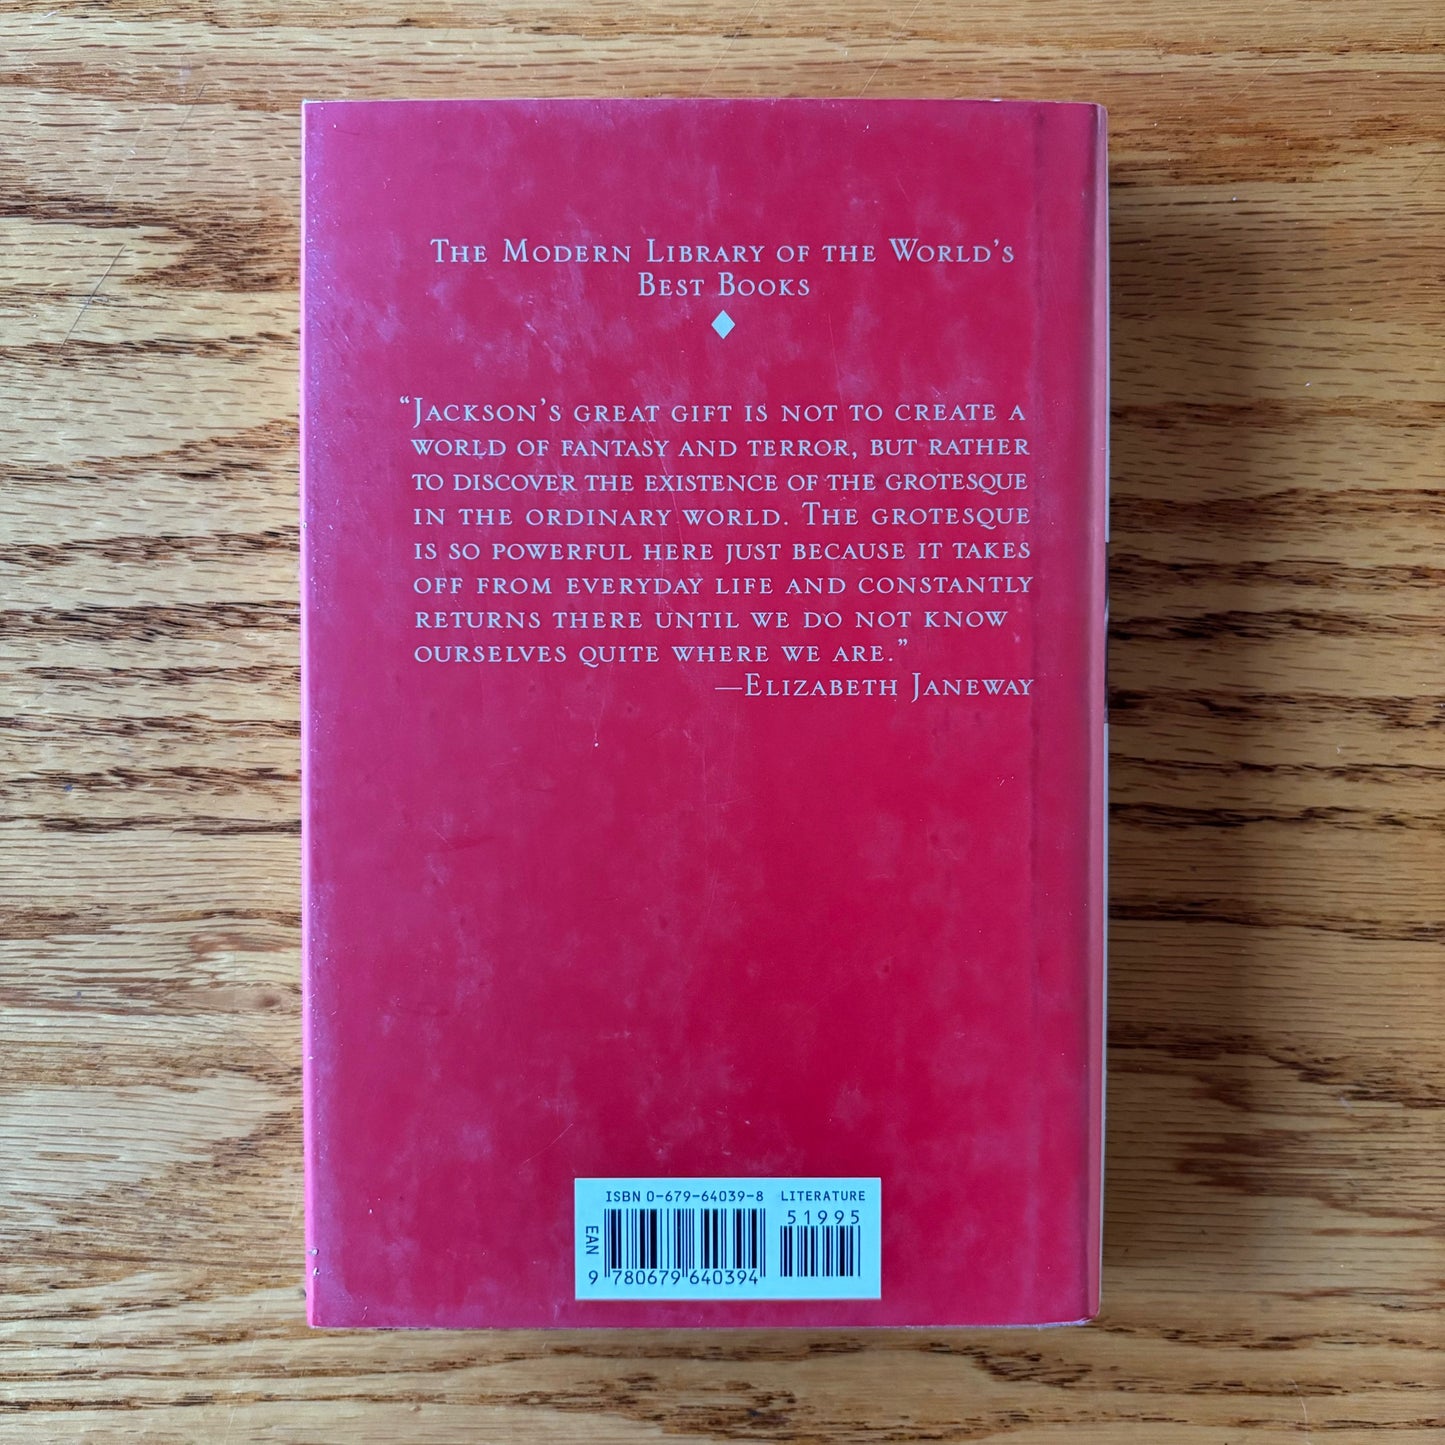 The Modern Library of the World's
Best Books
“Jackson's great gift is not to create a
world of fantasy and terror, but rather
to discover the existence of the grotesque
in the ordinary world. The grotesque
is so powerful here just because it takes
off from everyday life and constantly
returns there until we do not know
ourselves quite where we are.”
—Elizabeth Janeway
ISBN 0-679-64039-8 LITERATURE
51995
EAN
9 780679 640394